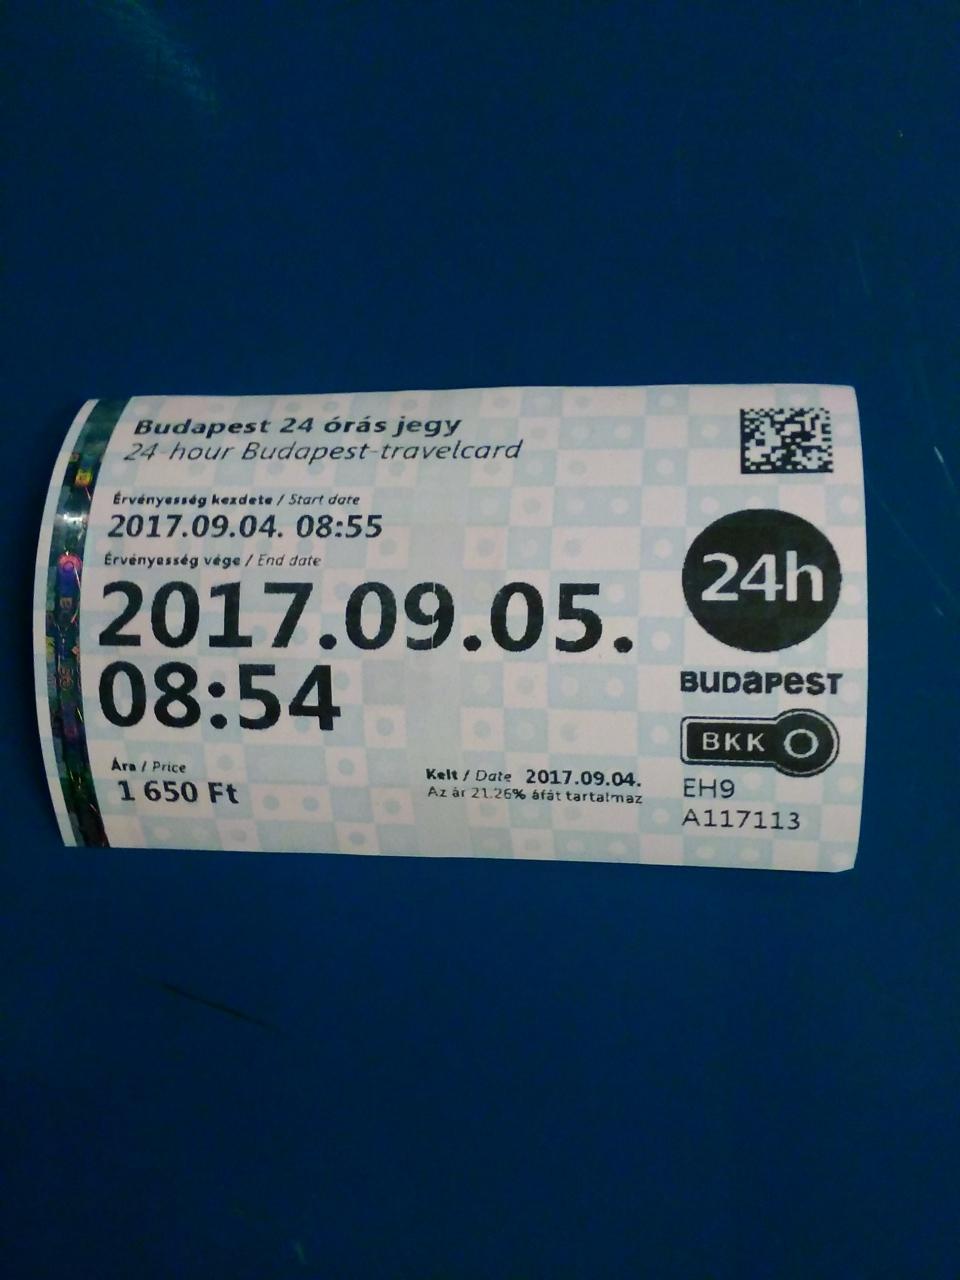 Budapest 24 órás jegy
24-hour Budapest-travelcard
Érvényesség kezdete / Start date
2017.09.04. 08:55
Érvényesség vége / End date
2017.09.05.
08:54
Ára / Price
1 650 Ft
Kelt / Date 2017.09.04.
Az ár 21.26% áfát tartalmaz
24h
BUDAPEST
BKK
EH9
A117113